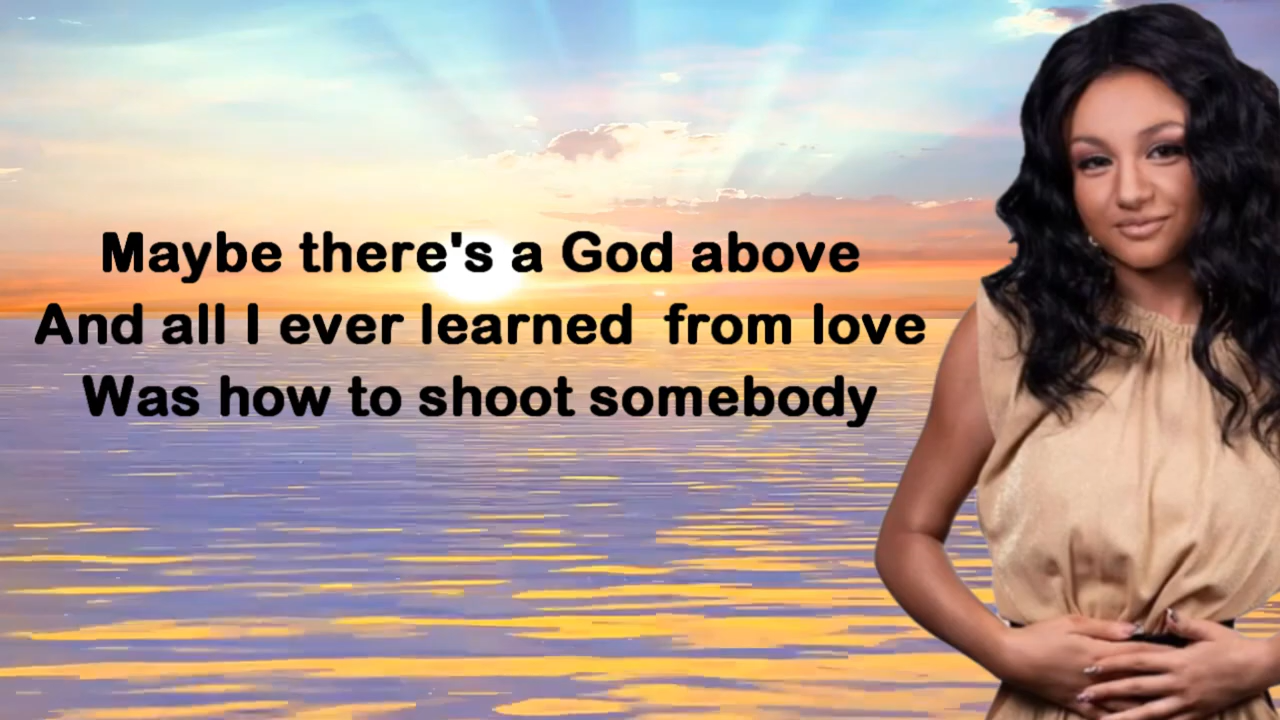 Maybe there's a God above
And all I ever learned  from love
Was how to shoot somebody